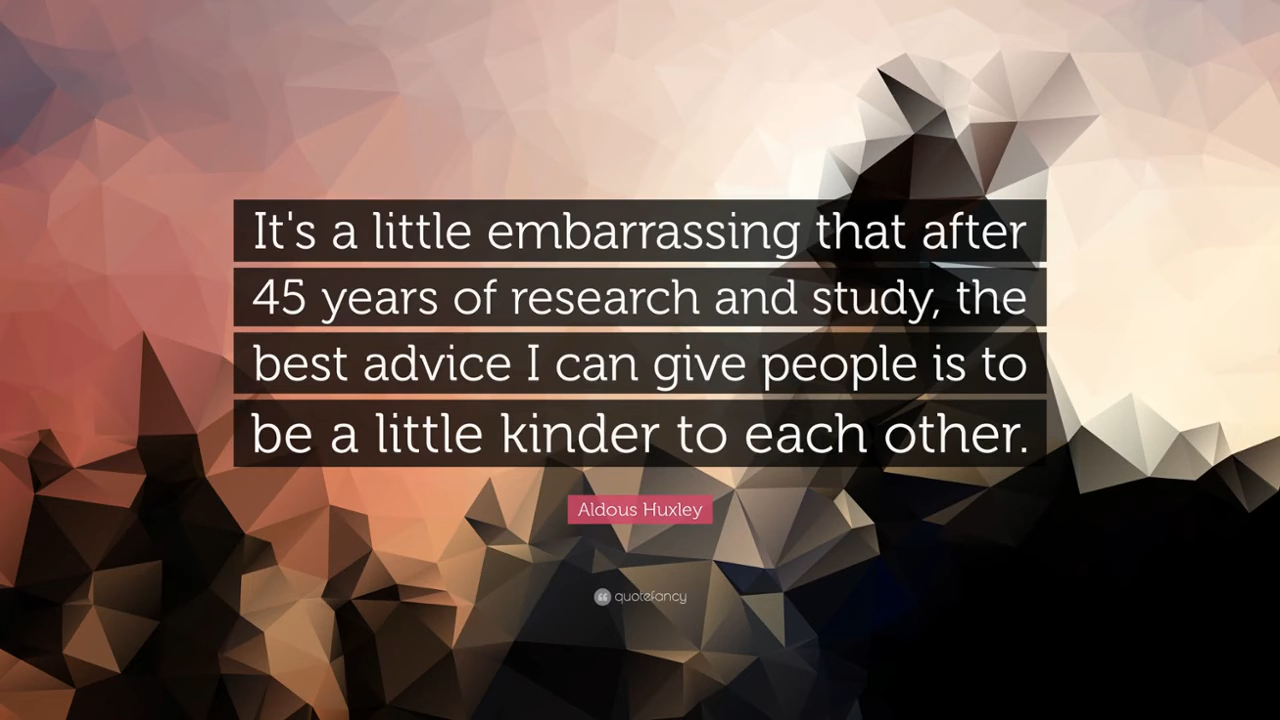 It's a little embarrassing that after
45 years of research and study, the
best advice I can give people is to
be a little kinder to each other.
Aldous Huxley
quotefancy